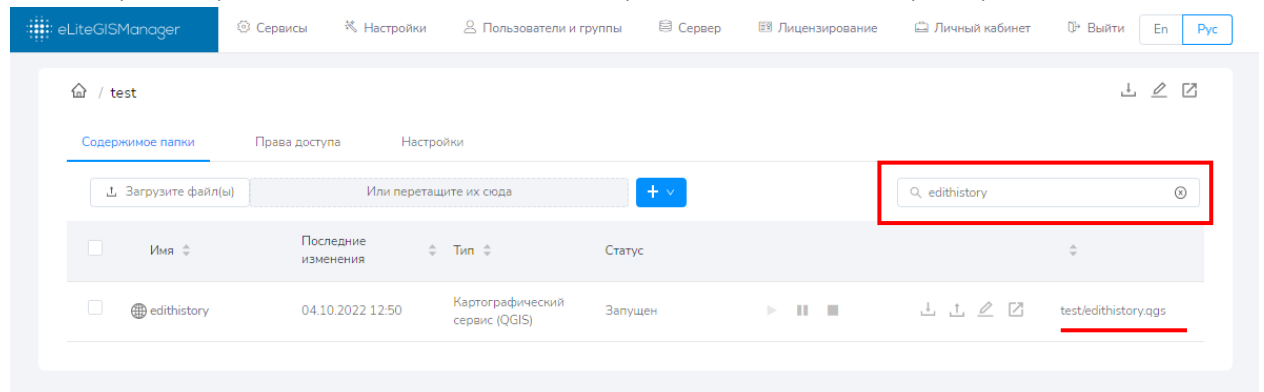 eLiteGISManager Сервисы Настройки Пользователи и группы Сервер Лицензирование Личный кабинет Выйти En Рус
/ test
Содержимое папки Права доступа Настройки
Загрузите файл(ы) Или перетащите их сюда + edithistory
Имя Последние изменения Тип Статус
edithistory 04.10.2022 12:50 Картографический сервис (QGIS) Запущен test/edithistory.qgs